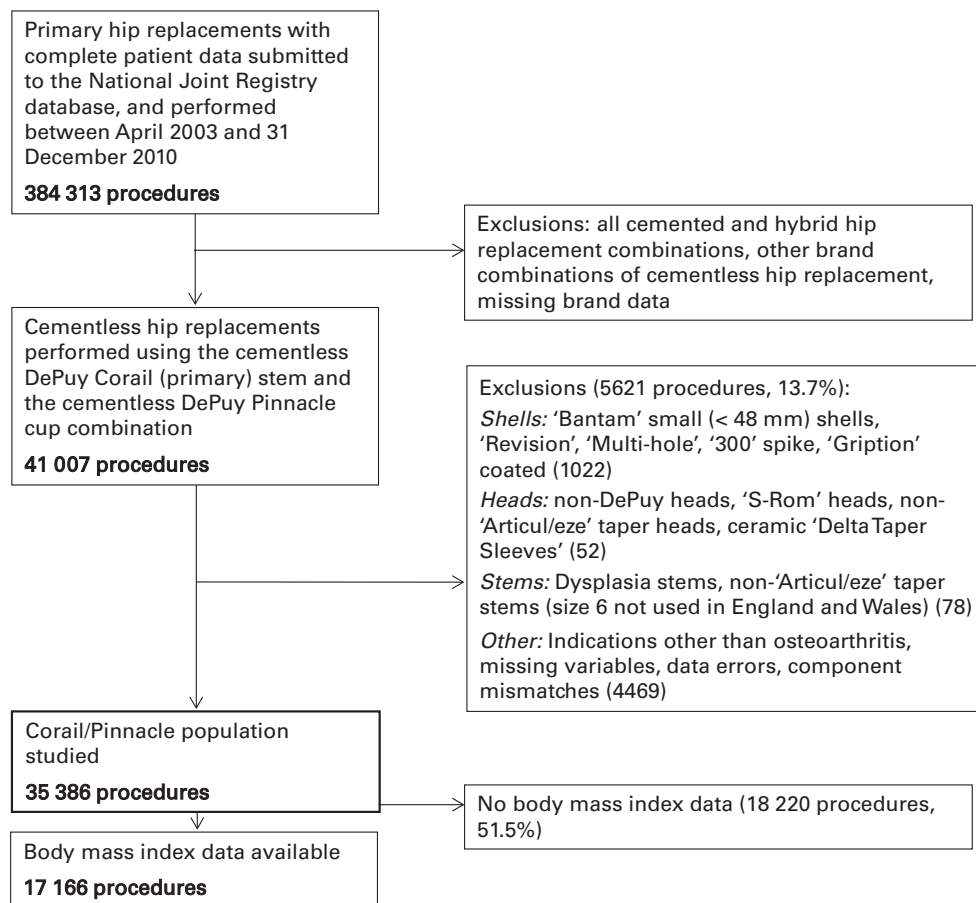 Primary hip replacements with
complete patient data submitted
to the National Joint Registry
database, and performed
between April 2003 and 31
December 2010
384 313 procedures
Exclusions: all cemented and hybrid hip
replacement combinations, other brand
combinations of cementless hip replacement,
missing brand data
Cementless hip replacements
performed using the cementless
DePuy Corail (primary) stem and
the cementless DePuy Pinnacle
cup combination
41 007 procedures
Exclusions (5621 procedures, 13.7%):
Shells: ‘Bantam’ small (< 48 mm) shells,
‘Revision’, ‘Multi-hole’, ‘300’ spike, ‘Gription’
coated (1022)
Heads: non-DePuy heads, ‘S-Rom’ heads, non-
‘Articul/eze’ taper heads, ceramic ‘Delta Taper
Sleeves’ (52)
Stems: Dysplasia stems, non-‘Articul/eze’ taper
stems (size 6 not used in England and Wales) (78)
Other: Indications other than osteoarthritis,
missing variables, data errors, component
mismatches (4469)
Corail/Pinnacle population
studied
35 386 procedures
No body mass index data (18 220 procedures,
51.5%)
Body mass index data available
17 166 procedures